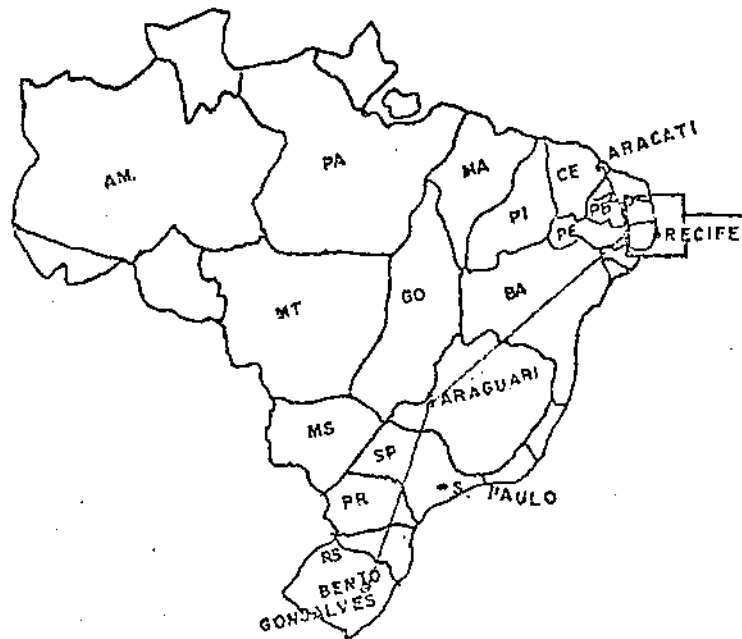 ARACATI
PA
MA
CE
AM.
PI
PB
PE
RECIFE
MT
GO
BA
ARAGUARI
MS
SP
S. PAULO
PR
RS
BENTO
GONÇALVES